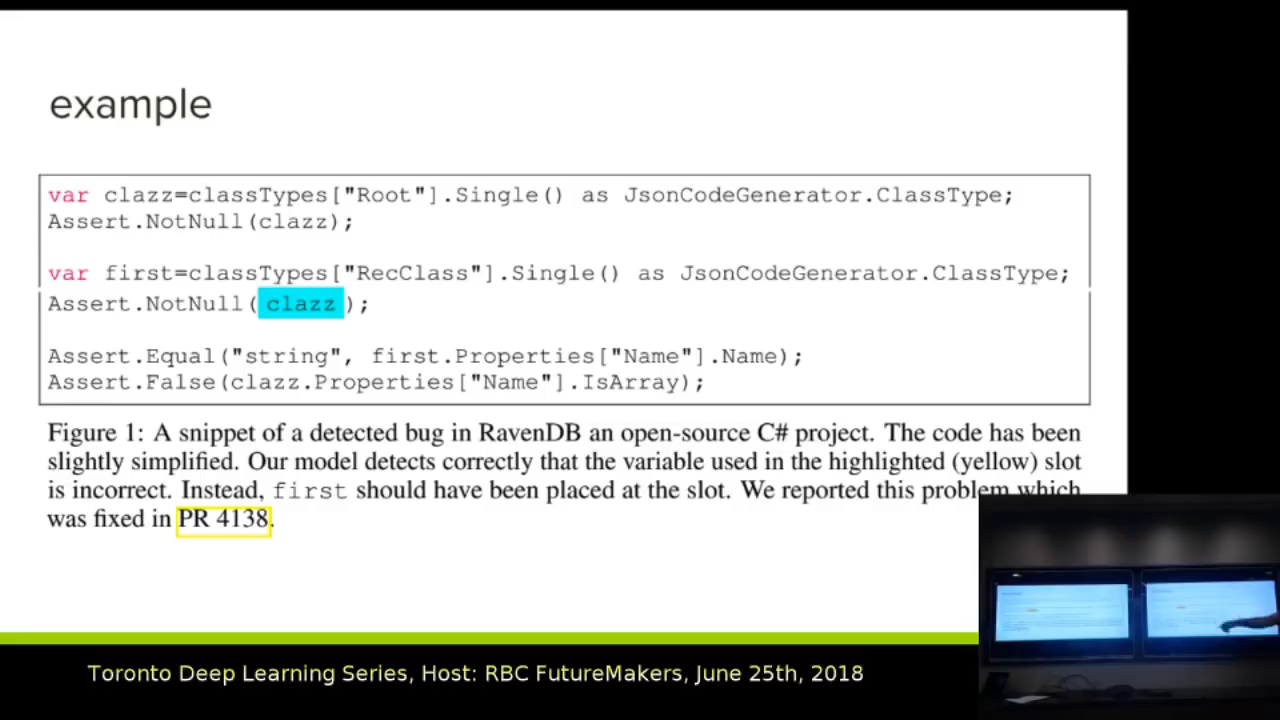 example
var clazz=classTypes["Root"].Single() as JsonCodeGenerator.ClassType;
Assert.NotNull(clazz);
var first=classTypes["RecClass"].Single() as JsonCodeGenerator.ClassType;
Assert.NotNull( clazz );
Assert.Equal("string", first.Properties["Name"].Name);
Assert.False(clazz.Properties["Name"].IsArray);
Figure 1: A snippet of a detected bug in RavenDB an open-source C# project. The code has been
slightly simplified. Our model detects correctly that the variable used in the highlighted (yellow) slot
is incorrect. Instead, first should have been placed at the slot. We reported this problem which
was fixed in PR 4138.
Toronto Deep Learning Series, Host: RBC FutureMakers, June 25th, 2018